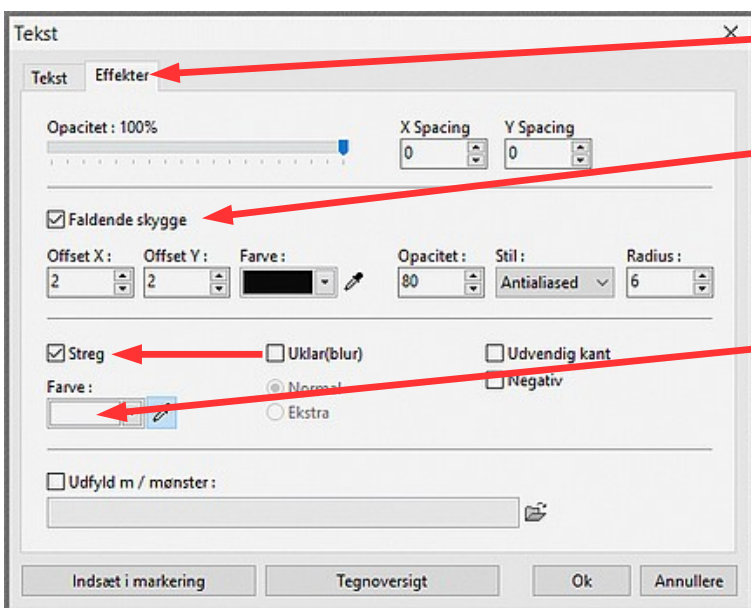 Tekst
Tekst Effekter
Opacitet : 100% X Spacing Y Spacing
0 0
Faldende skygge
Offset X : Offset Y : Farve : Opacitet : Stil : Radius :
2 2 80 Antialiased 6
Streg Uklar(blur) Udvendig kant
Farve : Normal Negativ
Ekstra
Udfyld m / mønster :
Indsæt i markering Tegnoversigt Ok Annullere